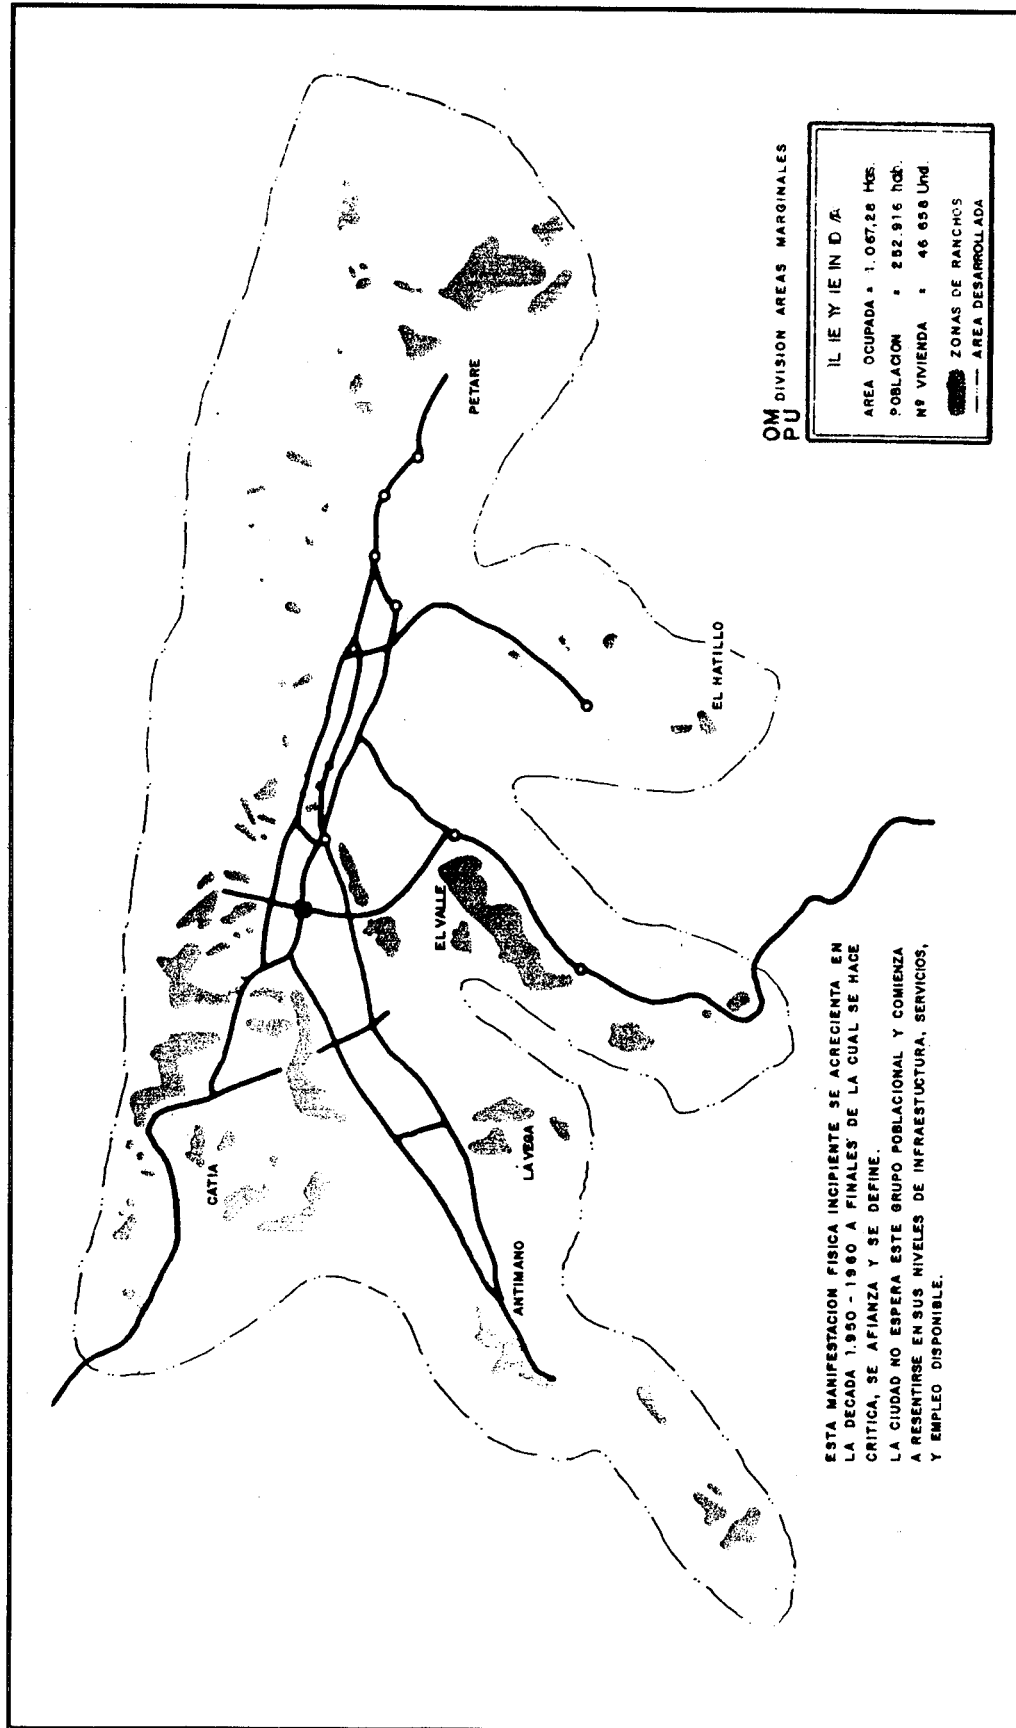 CATIA
PETARE
EL VALLE
LA VEGA
ANTIMANO
EL HATILLO
OM
PU
DIVISION AREAS MARGINALES
LEYENDA
AREA OCUPADA = 1.067,28 Has.
POBLACION = 252.916 hab.
Nº VIVIENDA = 46 658 Und.
ZONAS DE RANCHOS
AREA DESARROLLADA
ESTA MANIFESTACION FISICA INCIPIENTE SE ACRECIENTA EN
LA DECADA 1.950 - 1960 A FINALES DE LA CUAL SE HACE
CRITICA, SE AFIANZA Y SE DEFINE.
LA CIUDAD NO ESPERA ESTE GRUPO POBLACIONAL Y COMIENZA
A RESENTIRSE EN SUS NIVELES DE INFRAESTUCTURA, SERVICIOS,
Y EMPLEO DISPONIBLE.